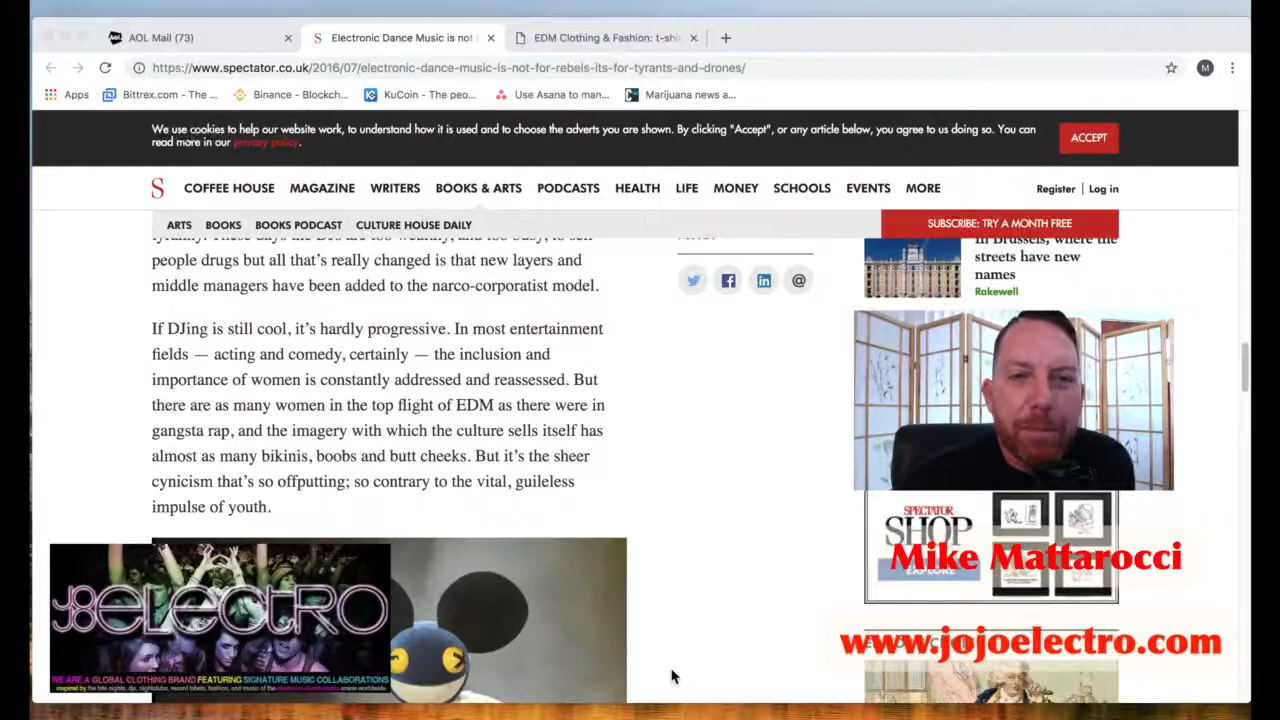 AOL Mail (73)
Electronic Dance Music is not
EDM Clothing & Fashion: t-shi
https://www.spectator.co.uk/2016/07/electronic-dance-music-is-not-for-rebels-its-for-tyrants-and-drones/
M
Apps
Bittrex.com - The ...
Binance - Blockch...
KuCoin - The peo...
Use Asana to man...
Marijuana news a...
We use cookies to help our website work, to understand how it is used and to choose the adverts you are shown. By clicking "Accept", or any article below, you agree to us doing so. You can
read more in our privacy policy.
ACCEPT
S
COFFEE HOUSE
MAGAZINE
WRITERS
BOOKS & ARTS
PODCASTS
HEALTH
LIFE
MONEY
SCHOOLS
EVENTS
MORE
Register
Log in
ARTS
BOOKS
BOOKS PODCAST
CULTURE HOUSE DAILY
SUBSCRIBE: TRY A MONTH FREE
tyranny. These days the DJs are too wealthy, and too busy, to sell
people drugs but all that's really changed is that new layers and
middle managers have been added to the narco-corporatist model.
If DJing is still cool, it's hardly progressive. In most entertainment
fields — acting and comedy, certainly — the inclusion and
importance of women is constantly addressed and reassessed. But
there are as many women in the top flight of EDM as there were in
gangsta rap, and the imagery with which the culture sells itself has
almost as many bikinis, boobs and butt cheeks. But it's the sheer
cynicism that's so offputting; so contrary to the vital, guileless
impulse of youth.
In Brussels, where the
streets have new
names
Rakewell
SPECTATOR
SHOP
EXPLORE
Mike Mattarocci
www.jojoelectro.com
ELECTRO
WE ARE A GLOBAL CLOTHING BRAND FEATURING SIGNATURE MUSIC COLLABORATIONS